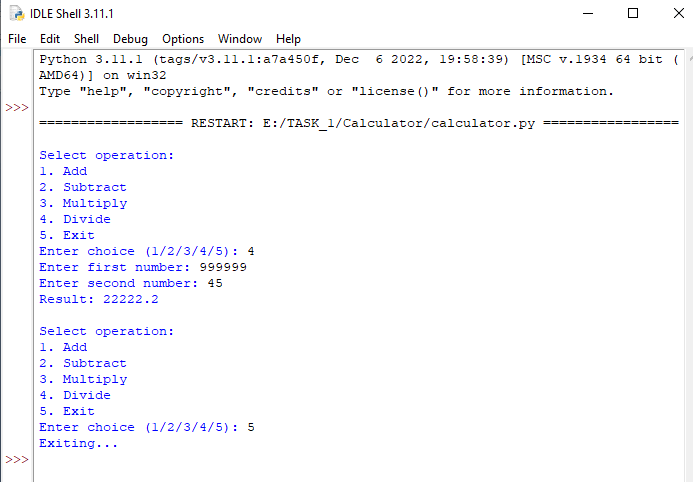 IDLE Shell 3.11.1
File Edit Shell Debug Options Window Help
Python 3.11.1 (tags/v3.11.1:a7a450f, Dec  6 2022, 19:58:39) [MSC v.1934 64 bit (
AMD64)] on win32
Type "help", "copyright", "credits" or "license()" for more information.
>>>
================== RESTART: E:/TASK_1/Calculator/calculator.py =================
Select operation:
1. Add
2. Subtract
3. Multiply
4. Divide
5. Exit
Enter choice (1/2/3/4/5): 4
Enter first number: 999999
Enter second number: 45
Result: 22222.2
Select operation:
1. Add
2. Subtract
3. Multiply
4. Divide
5. Exit
Enter choice (1/2/3/4/5): 5
Exiting...
>>>